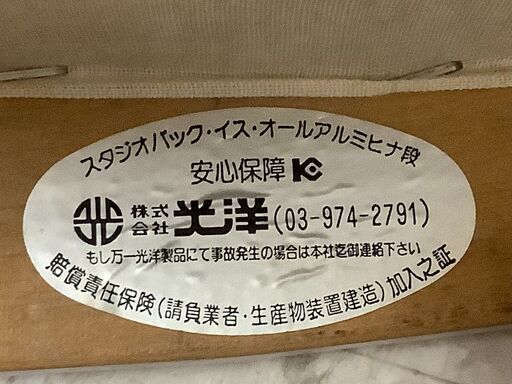 スタジオバック・イス・オールアルミヒナ段
安心保障
株式会社 光洋 (03-974-2791)
もし万一光洋製品にて事故発生の場合は本社迄御連絡下さい
賠償責任保険(請負業者・生産物装置建造)加入之証